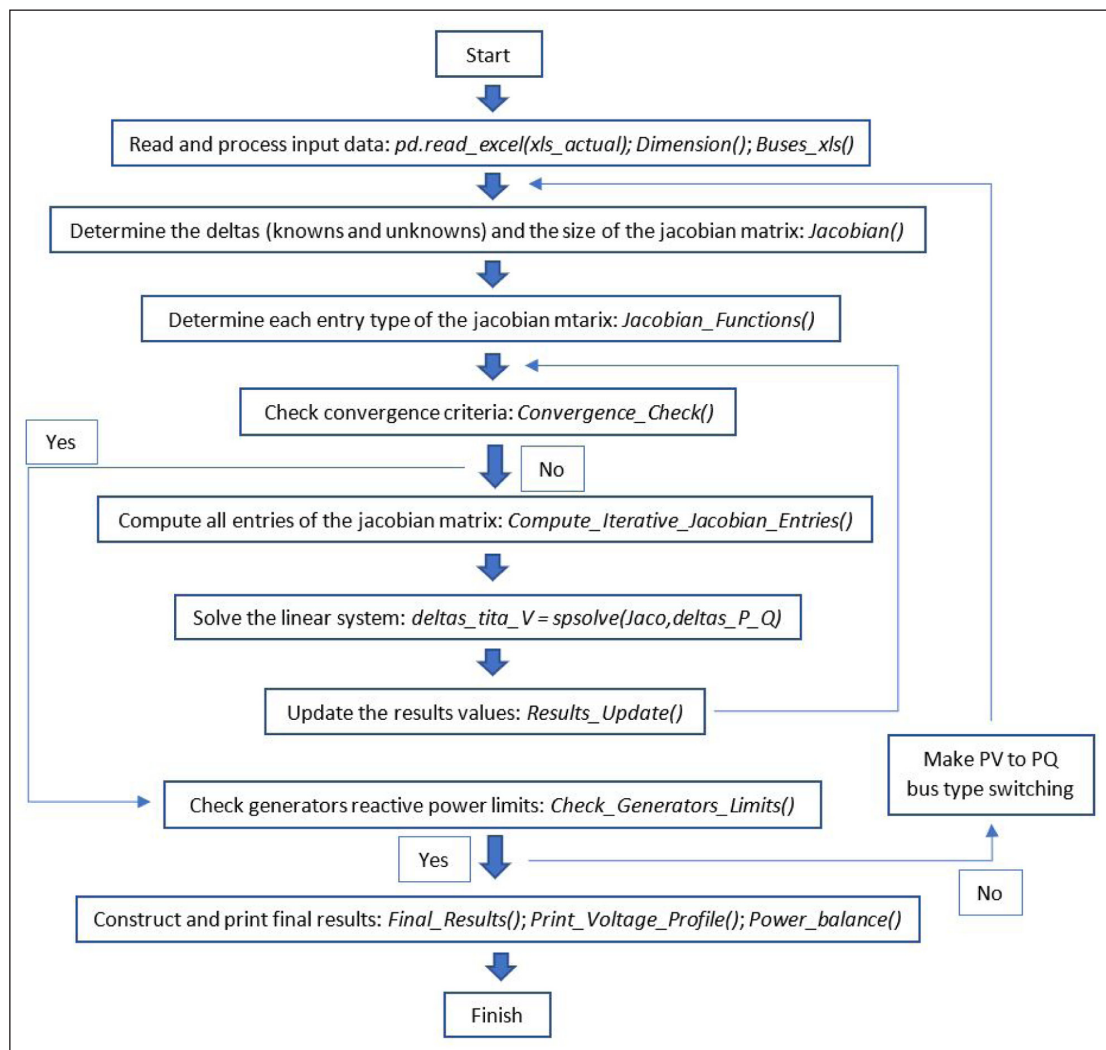 Start
Read and process input data: pd.read_excel(xls_actual); Dimension(); Buses_xls()
Determine the deltas (knowns and unknowns) and the size of the jacobian matrix: Jacobian()
Determine each entry type of the jacobian mtarix: Jacobian_Functions()
Check convergence criteria: Convergence_Check()
Yes
No
Compute all entries of the jacobian matrix: Compute_Iterative_Jacobian_Entries()
Solve the linear system: deltas_tita_V = spsolve(Jaco,deltas_P_Q)
Update the results values: Results_Update()
Make PV to PQ
bus type switching
Check generators reactive power limits: Check_Generators_Limits()
Yes
No
Construct and print final results: Final_Results(); Print_Voltage_Profile(); Power_balance()
Finish